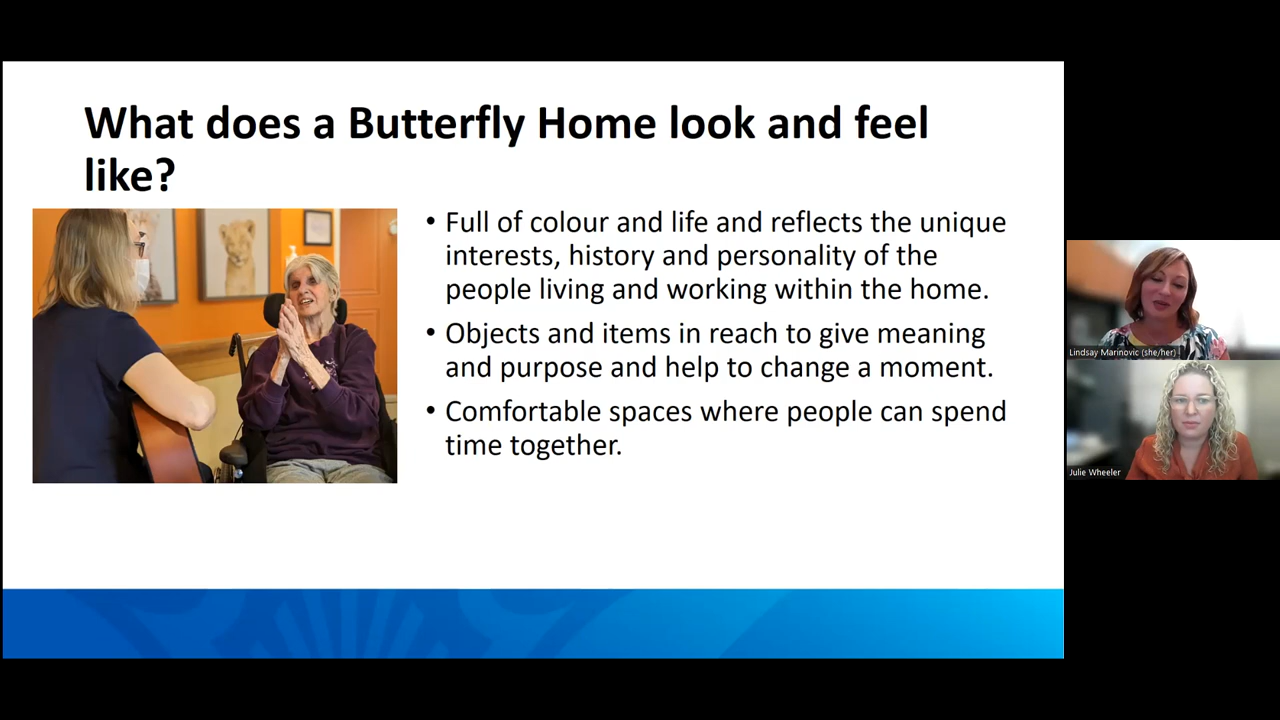 What does a Butterfly Home look and feel
like?
• Full of colour and life and reflects the unique
interests, history and personality of the
people living and working within the home.
• Objects and items in reach to give meaning
and purpose and help to change a moment.
• Comfortable spaces where people can spend
time together.
Lindsay Marinovic (she/her)
Julie Wheeler